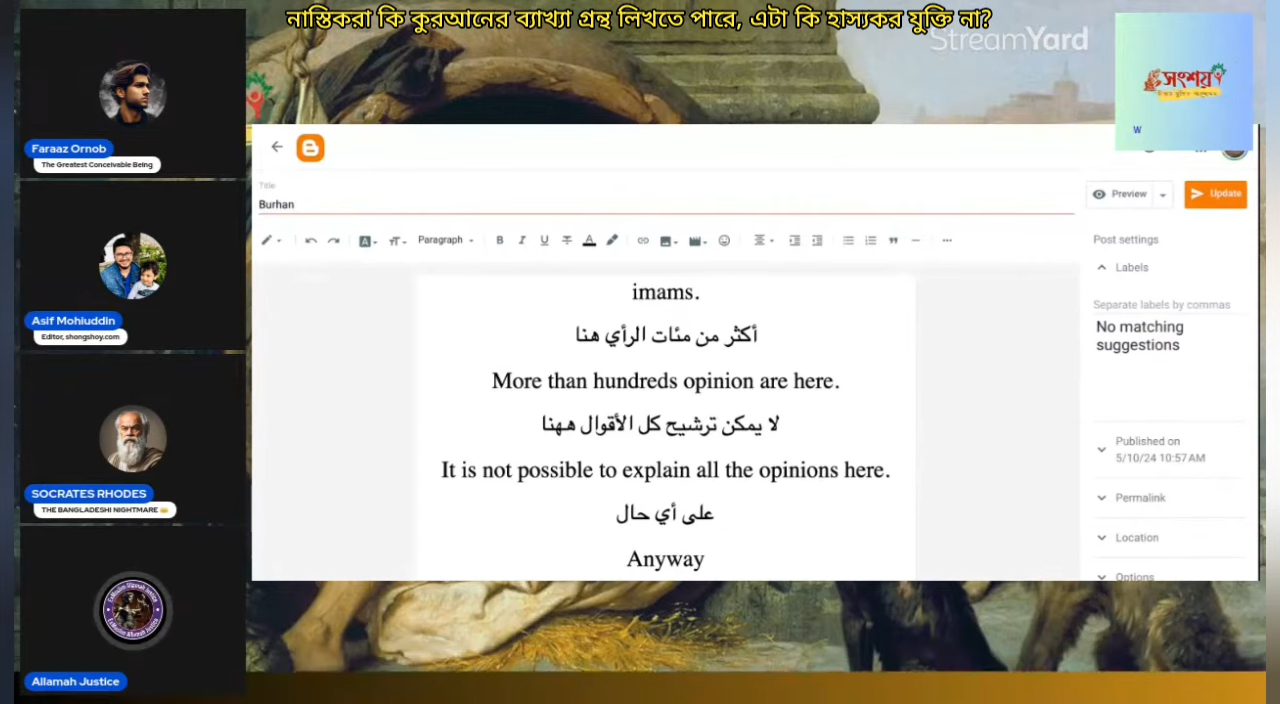 নাস্তিকরা কি কুরআনের ব্যাখ্যা গ্রন্থ লিখতে পারে, এটা কি হাস্যকর যুক্তি না?
StreamYard
সংশয়
W
Faraaz Ornob
The Greatest Conceivable Being
Asif Mohiuddin
Editor, shongshoy.com
SOCRATES RHODES
THE BANGLADESHI NIGHTMARE
Allamah Justice
Title
Burhan
Preview
Update
Paragraph
imams.
أكثر من مئات الرأي هنا
More than hundreds opinion are here.
لا يمكن ترشيح كل الأقوال ههنا
It is not possible to explain all the opinions here.
على أي حال
Anyway
Post settings
Labels
Separate labels by commas
No matching
suggestions
Published on
5/10/24 10:57 AM
Permalink
Location
Options